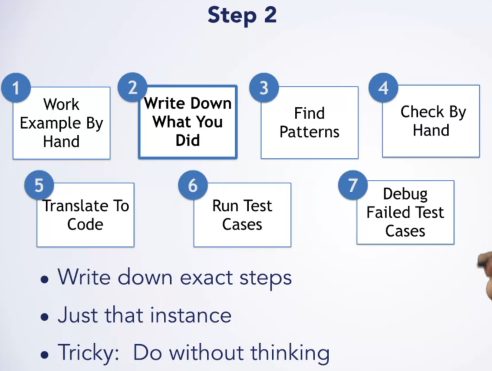 Step 2
1
Work
Example By
Hand
2
Write Down
What You
Did
3
Find
Patterns
4
Check By
Hand
5
Translate To
Code
6
Run Test
Cases
7
Debug
Failed Test
Cases
• Write down exact steps
• Just that instance
• Tricky: Do without thinking